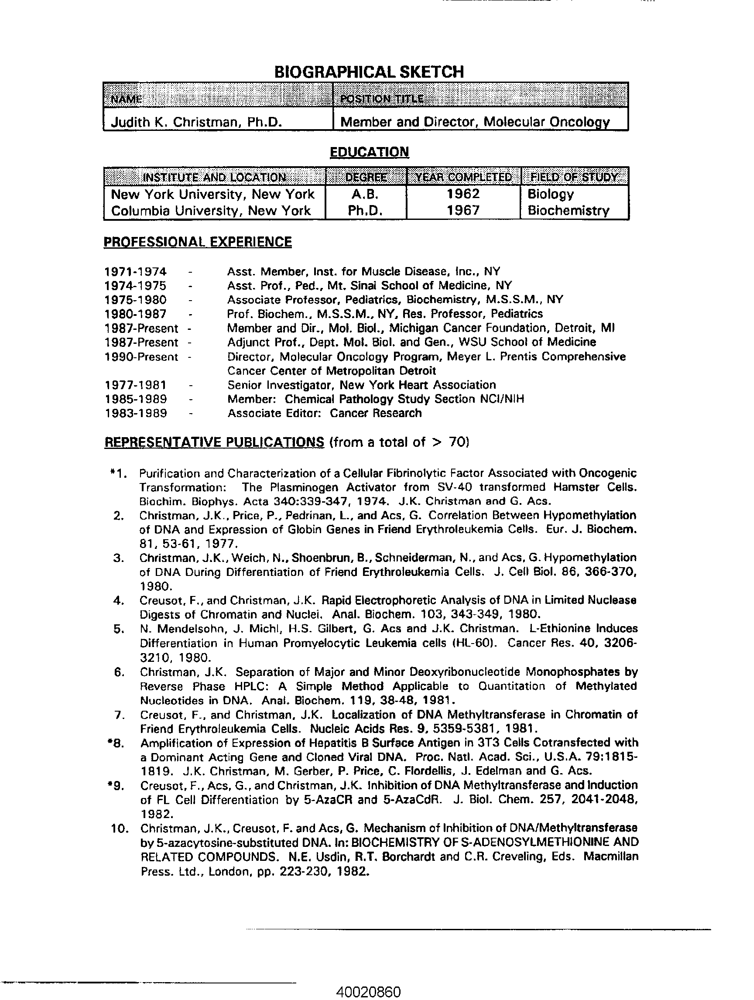 BIOGRAPHICAL SKETCH
NAME POSITION TITLE
Judith K. Christman, Ph.D. Member and Director, Molecular Oncology
EDUCATION
INSTITUTE AND LOCATION DEGREE YEAR COMPLETED FIELD OF STUDY
New York University, New York A.B. 1962 Biology
Columbia University, New York Ph.D. 1967 Biochemistry
PROFESSIONAL EXPERIENCE
1971-1974 - Asst. Member, Inst. for Muscle Disease, Inc., NY
1974-1975 - Asst. Prof., Ped., Mt. Sinai School of Medicine, NY
1975-1980 - Associate Professor, Pediatrics, Biochemistry, M.S.S.M., NY
1980-1987 - Prof. Biochem., M.S.S.M., NY, Res. Professor, Pediatrics
1987-Present - Member and Dir., Mol. Biol., Michigan Cancer Foundation, Detroit, MI
1987-Present - Adjunct Prof., Dept. Mol. Biol. and Gen., WSU School of Medicine
1990-Present - Director, Molecular Oncology Program, Meyer L. Prentis Comprehensive
Cancer Center of Metropolitan Detroit
1977-1981 - Senior Investigator, New York Heart Association
1985-1989 - Member: Chemical Pathology Study Section NCI/NIH
1983-1989 - Associate Editor: Cancer Research
REPRESENTATIVE PUBLICATIONS (from a total of > 70)
*1. Purification and Characterization of a Cellular Fibrinolytic Factor Associated with Oncogenic
Transformation: The Plasminogen Activator from SV-40 transformed Hamster Cells.
Biochim. Biophys. Acta 340:339-347, 1974. J.K. Christman and G. Acs.
2. Christman, J.K., Price, P., Pedrinan, L., and Acs, G. Correlation Between Hypomethylation
of DNA and Expression of Globin Genes in Friend Erythroleukemia Cells. Eur. J. Biochem.
81, 53-61, 1977.
3. Christman, J.K., Weich, N., Shoenbrun, B., Schneiderman, N., and Acs, G. Hypomethylation
of DNA During Differentiation of Friend Erythroleukemia Cells. J. Cell Biol. 86, 366-370,
1980.
4. Creusot, F., and Christman, J.K. Rapid Electrophoretic Analysis of DNA in Limited Nuclease
Digests of Chromatin and Nuclei. Anal. Biochem. 103, 343-349, 1980.
5. N. Mendelsohn, J. Michl, H.S. Gilbert, G. Acs and J.K. Christman. L-Ethionine Induces
Differentiation in Human Promyelocytic Leukemia cells (HL-60). Cancer Res. 40, 3206-
3210, 1980.
6. Christman, J.K. Separation of Major and Minor Deoxyribonucleotide Monophosphates by
Reverse Phase HPLC: A Simple Method Applicable to Quantitation of Methylated
Nucleotides in DNA. Anal. Biochem. 119, 38-48, 1981.
7. Creusot, F., and Christman, J.K. Localization of DNA Methyltransferase in Chromatin of
Friend Erythroleukemia Cells. Nucleic Acids Res. 9, 5359-5381, 1981.
*8. Amplification of Expression of Hepatitis B Surface Antigen in 3T3 Cells Cotransfected with
a Dominant Acting Gene and Cloned Viral DNA. Proc. Natl. Acad. Sci., U.S.A. 79:1815-
1819. J.K. Christman, M. Gerber, P. Price, C. Flordellis, J. Edelman and G. Acs.
*9. Creusot, F., Acs, G., and Christman, J.K. Inhibition of DNA Methyltransferase and Induction
of FL Cell Differentiation by 5-AzaCR and 5-AzaCdR. J. Biol. Chem. 257, 2041-2048,
1982.
10. Christman, J.K., Creusot, F. and Acs, G. Mechanism of Inhibition of DNA/Methyltransferase
by 5-azacytosine-substituted DNA. In: BIOCHEMISTRY OF S-ADENOSYLMETHIONINE AND
RELATED COMPOUNDS. N.E. Usdin, R.T. Borchardt and C.R. Creveling, Eds. Macmillan
Press. Ltd., London, pp. 223-230, 1982.
40020860